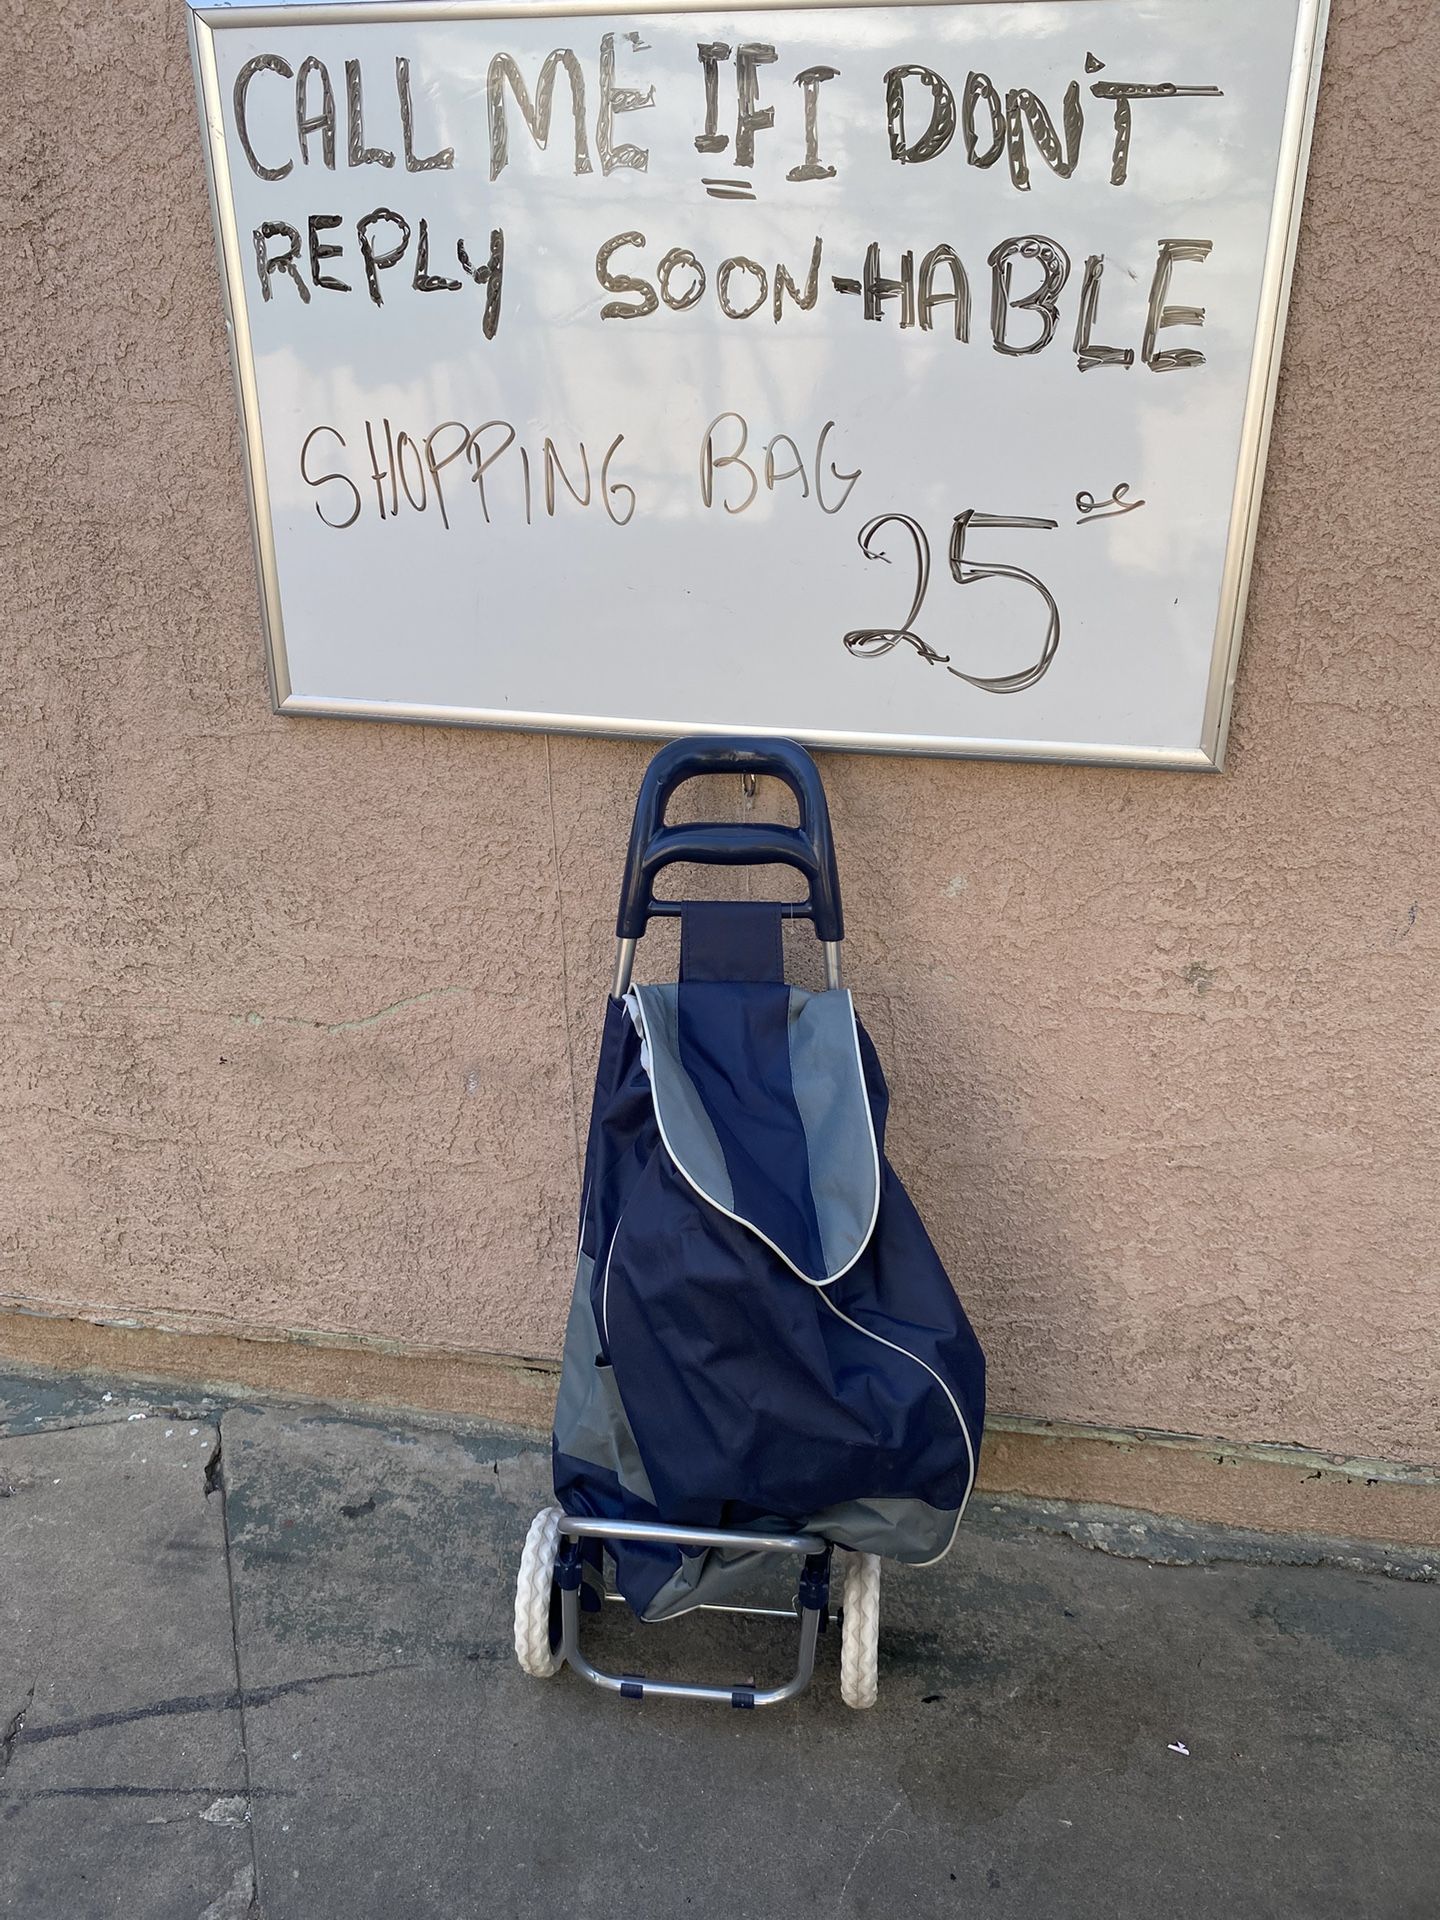 CALL ME IF I DON'T
REPLY SOON-HABLE
SHOPPING BAG
25 00